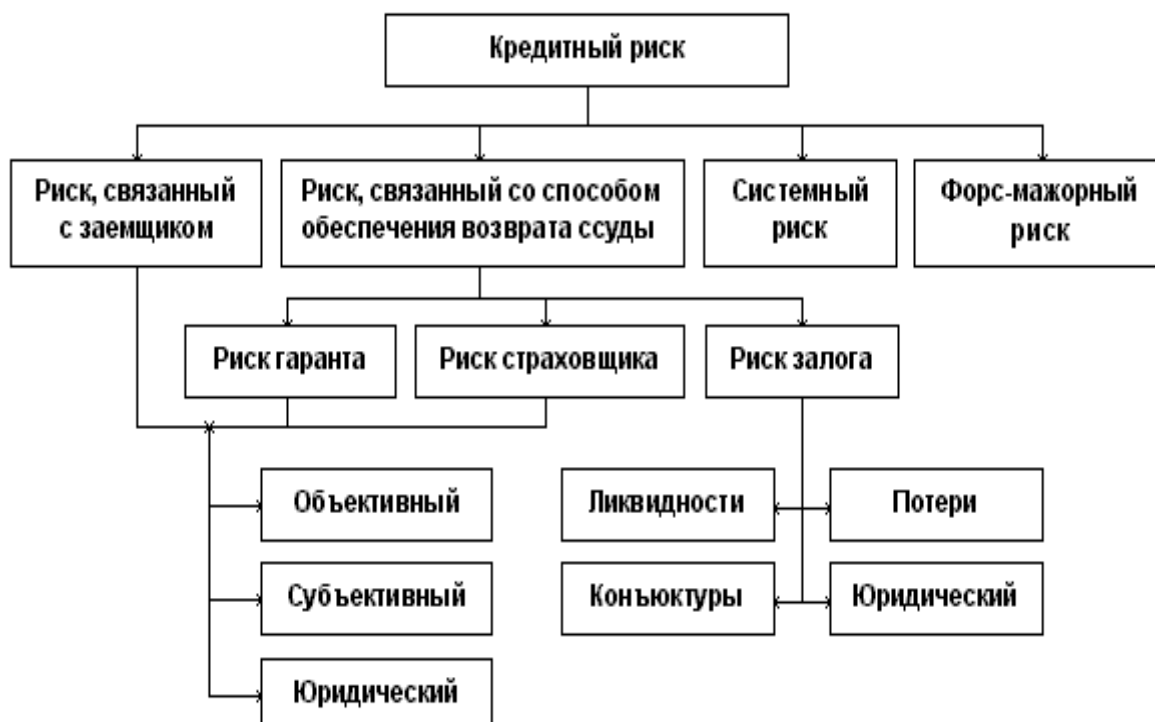 Кредитный риск
Риск, связанный
с заемщиком
Риск, связанный со способом
обеспечения возврата ссуды
Системный
риск
Форс-мажорный
риск
Риск гаранта
Риск страховщика
Риск залога
Объективный
Ликвидности
Потери
Субъективный
Конъюктуры
Юридический
Юридический